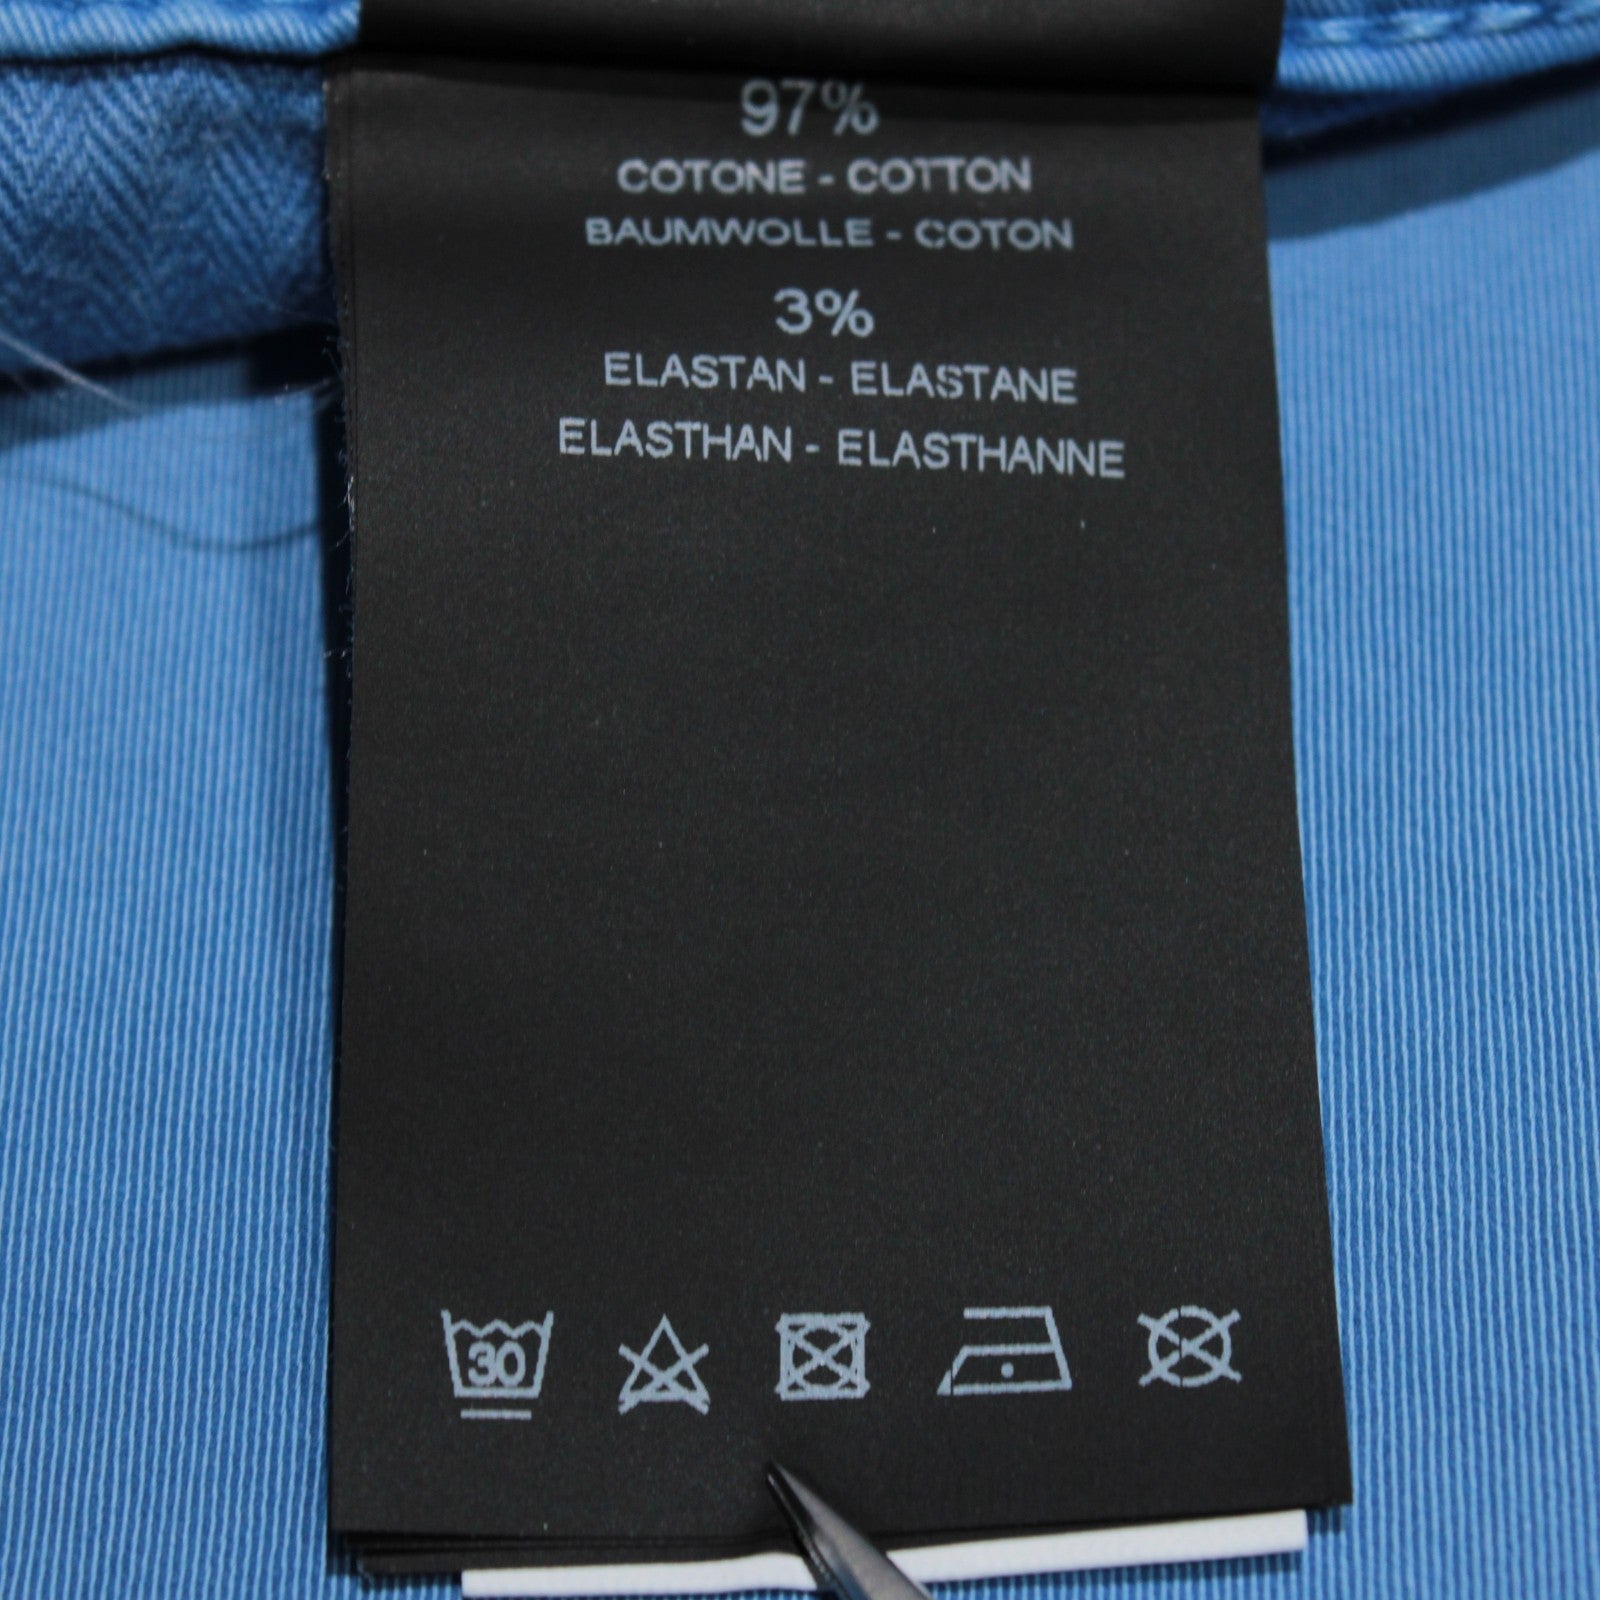 97%
COTONE - COTTON
BAUMWOLLE - COTON
3%
ELASTAN - ELASTANE
ELASTHAN - ELASTHANNE
30